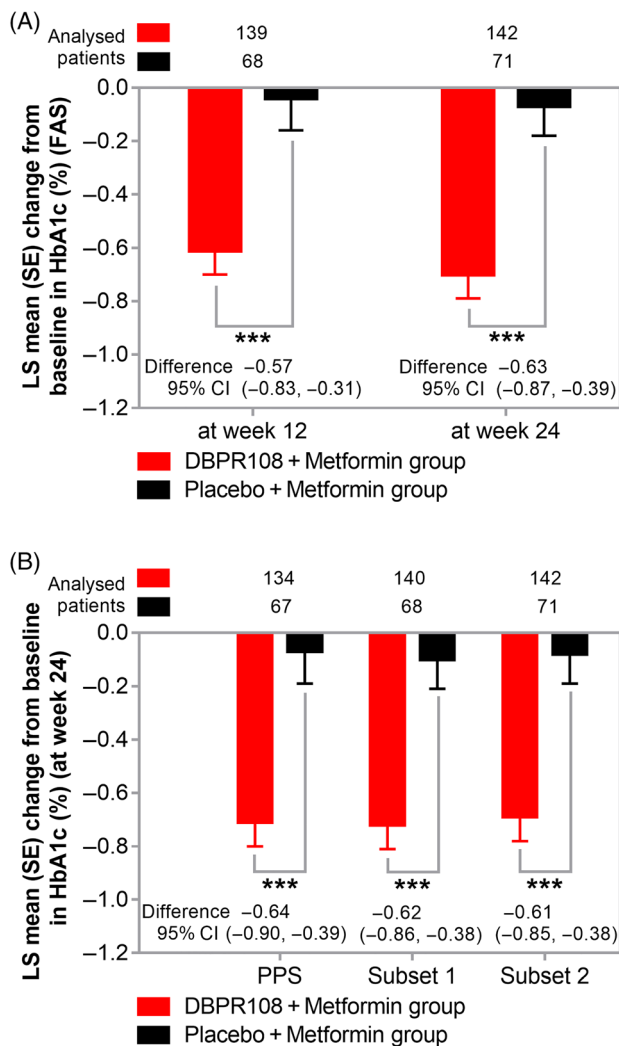 (A)
Analysed patients
139 142
68 71
LS mean (SE) change from
baseline in HbA1c (%) (FAS)
0.0
–0.2
–0.4
–0.6
–0.8
–1.0
–1.2
*** ***
Difference –0.57 Difference –0.63
95% CI (–0.83, –0.31) 95% CI (–0.87, –0.39)
at week 12 at week 24
DBPR108 + Metformin group
Placebo + Metformin group
(B)
Analysed patients
134 140 142
67 68 71
LS mean (SE) change from baseline
in HbA1c (%) (at week 24)
0.0
–0.2
–0.4
–0.6
–0.8
–1.0
–1.2
*** *** ***
Difference –0.64 –0.62 –0.61
95% CI (–0.90, –0.39) (–0.86, –0.38) (–0.85, –0.38)
PPS Subset 1 Subset 2
DBPR108 + Metformin group
Placebo + Metformin group